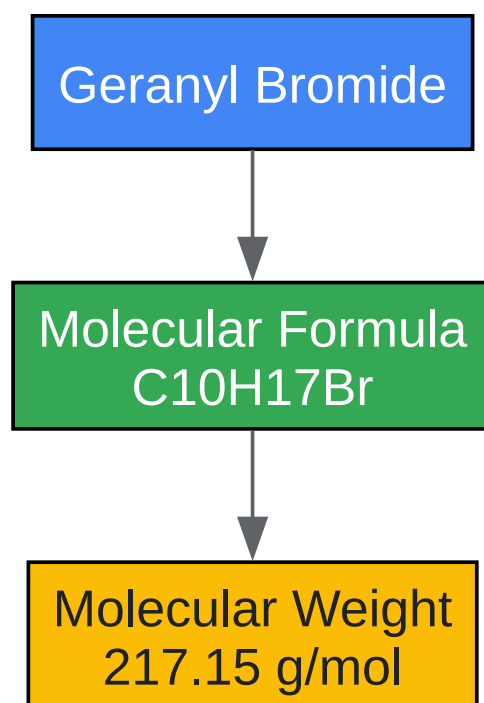 Geranyl Bromide
Molecular Formula
C10H17Br
Molecular Weight
217.15 g/mol